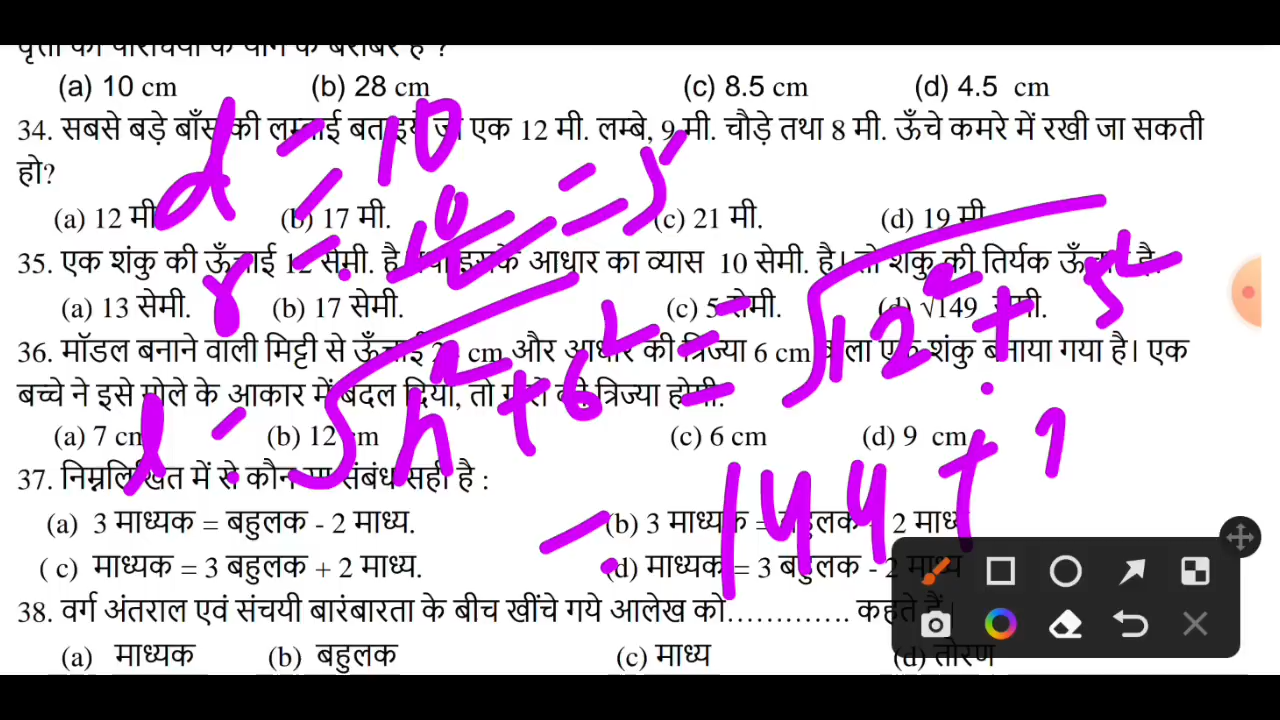 (a) 10 cm (b) 28 cm (c) 8.5 cm (d) 4.5 cm
34. सबसे बड़े बाँस की लम्बाई बताइये जो एक 12 मी. लम्बे, 9 मी. चौड़े तथा 8 मी. ऊँचे कमरे में रखी जा सकती
हो?
(a) 12 मी. (b) 17 मी. (c) 21 मी. (d) 19 मी.
35. एक शंकु की ऊँचाई 12 सेमी. है इसके आधार का व्यास 10 सेमी. है। तो शंकु की तिर्यक ऊँचाई है.
(a) 13 सेमी. (b) 17 सेमी. (c) 5 सेमी. (d) √149 सेमी.
36. मॉडल बनाने वाली मिट्टी से ऊँचाई cm और आधार की त्रिज्या 6 cm वाला एक शंकु बनाया गया है। एक
बच्चे ने इसे गोले के आकार में बदल दिया, तो गोले की त्रिज्या होगी.
(a) 7 cm (b) 12 cm (c) 6 cm (d) 9 cm
37. निम्नलिखित में से कौन सा संबंध सही है :
(a) 3 माध्यक = बहुलक - 2 माध्य. (b) 3 माध्यक = बहुलक 2 माध्य
( c) माध्यक = 3 बहुलक + 2 माध्य. (d) माध्यक = 3 बहुलक - 2 माध्य
38. वर्ग अंतराल एवं संचयी बारंबारता के बीच खींचे गये आलेख को…………. कहते हैं।
(a) माध्यक (b) बहुलक (c) माध्य (d) तोरण
d = 10
r = 10 = 5
l = √h²+6² = √12²+5²
= 144 +